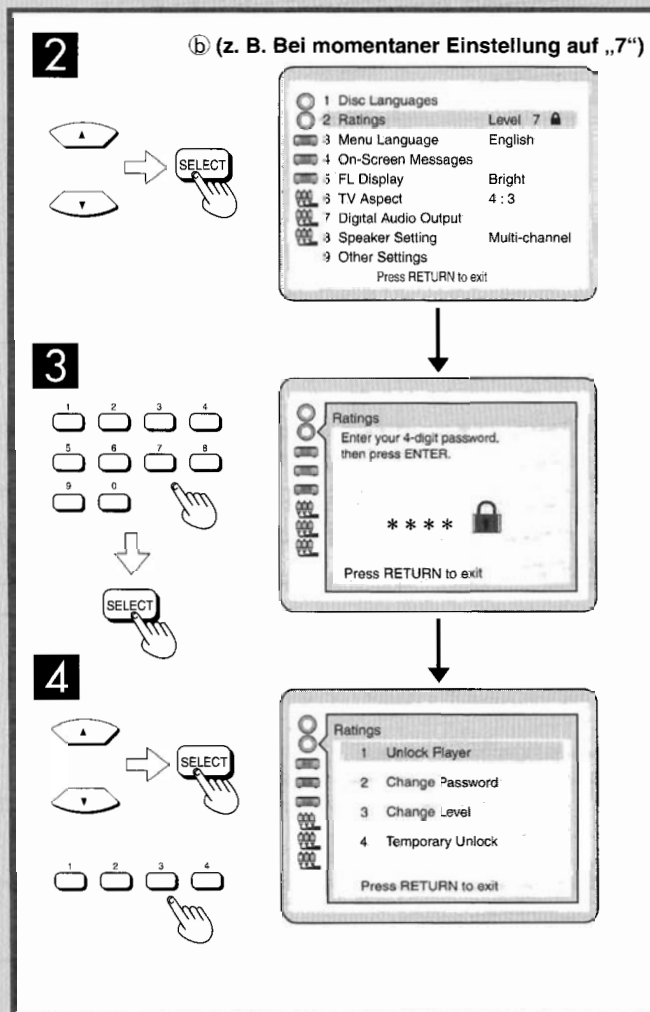 2
ⓑ (z. B. Bei momentaner Einstellung auf „7“)
SELECT
1 Disc Languages
2 Ratings Level 7
3 Menu Language English
4 On-Screen Messages
5 FL Display Bright
6 TV Aspect 4 : 3
7 Digital Audio Output
8 Speaker Setting Multi-channel
9 Other Settings
Press RETURN to exit
3
1 2 3 4
5 6 7 8
9 0
SELECT
Ratings
Enter your 4-digit password,
then press ENTER.
* * * *
Press RETURN to exit
4
SELECT
1 2 3 4
Ratings
1 Unlock Player
2 Change Password
3 Change Level
4 Temporary Unlock
Press RETURN to exit